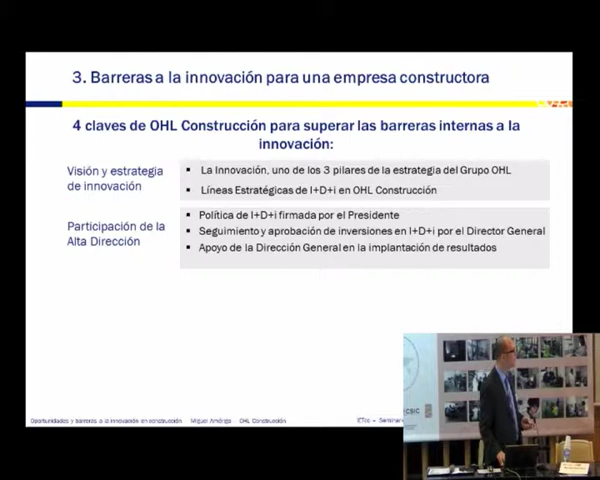 3. Barreras a la innovación para una empresa constructora
4 claves de OHL Construcción para superar las barreras internas a la
innovación:
Visión y estrategia
de innovación
▪ La Innovación, uno de los 3 pilares de la estrategia del Grupo OHL
▪ Líneas Estratégicas de I+D+i en OHL Construcción
Participación de la
Alta Dirección
▪ Política de I+D+i firmada por el Presidente
▪ Seguimiento y aprobación de inversiones en I+D+i por el Director General
▪ Apoyo de la Dirección General en la implantación de resultados
Oportunidades y barreras a la innovación en construcción Miguel Amérigo OHL Construcción
CSIC